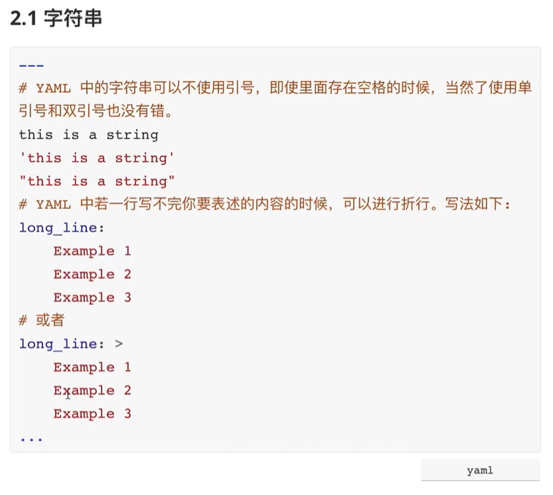 2.1 字符串
---
# YAML 中的字符串可以不使用引号，即使里面存在空格的时候，当然了使用单
引号和双引号也没有错。
this is a string
'this is a string'
"this is a string"
# YAML 中若一行写不完你要表述的内容的时候，可以进行折行。写法如下：
long_line:
    Example 1
    Example 2
    Example 3
# 或者
long_line: >
    Example 1
    Example 2
    Example 3
...
yaml